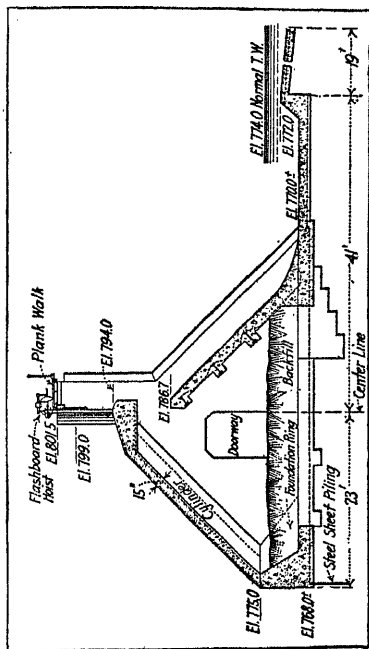 Flashboard
Hoist
Plank Walk
El.801.5
El.799.0
El.794.0
El.786.7
15"
Cylinder
Doorway
Backfill
Foundation Ring
El.775.0
El.768.0±
El.774.0 Normal T.W.
El.772.0
El.770.0±
Steel Sheet Piling
Center Line
23'
41'
19'